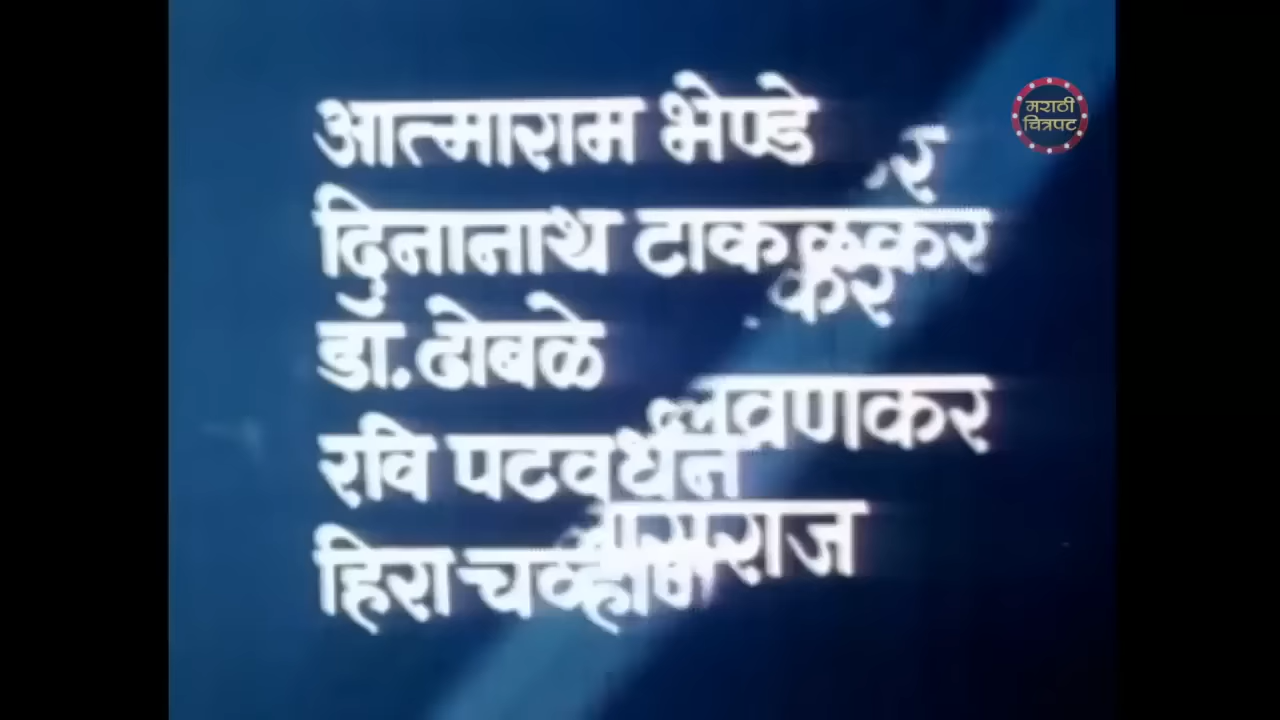 आत्माराम भेण्डे
मराठी
चित्रपट
दिनानाथ टाकळकर
डॉ. ढोबळे
रवि पटवर्धन
हिरा चव्हाण